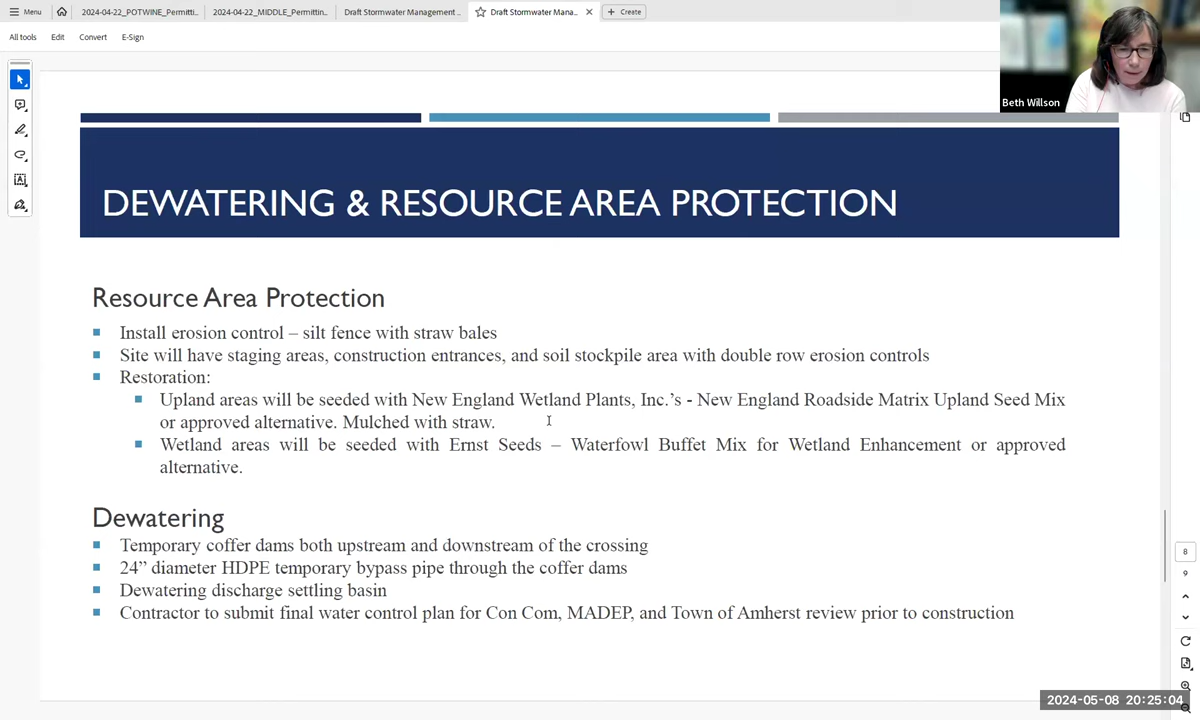 Menu
2024-04-22_POTWINE_Permitti...
2024-04-22_MIDDLE_Permittin...
Draft Stormwater Management ...
Draft Stormwater Mana...
Create
All tools
Edit
Convert
E-Sign
Beth Willson
DEWATERING & RESOURCE AREA PROTECTION
Resource Area Protection
Install erosion control – silt fence with straw bales
Site will have staging areas, construction entrances, and soil stockpile area with double row erosion controls
Restoration:
Upland areas will be seeded with New England Wetland Plants, Inc.'s - New England Roadside Matrix Upland Seed Mix
or approved alternative. Mulched with straw.
Wetland areas will be seeded with Ernst Seeds – Waterfowl Buffet Mix for Wetland Enhancement or approved
alternative.
Dewatering
Temporary coffer dams both upstream and downstream of the crossing
24” diameter HDPE temporary bypass pipe through the coffer dams
Dewatering discharge settling basin
Contractor to submit final water control plan for Con Com, MADEP, and Town of Amherst review prior to construction
8
9
2024-05-08 20:25:04